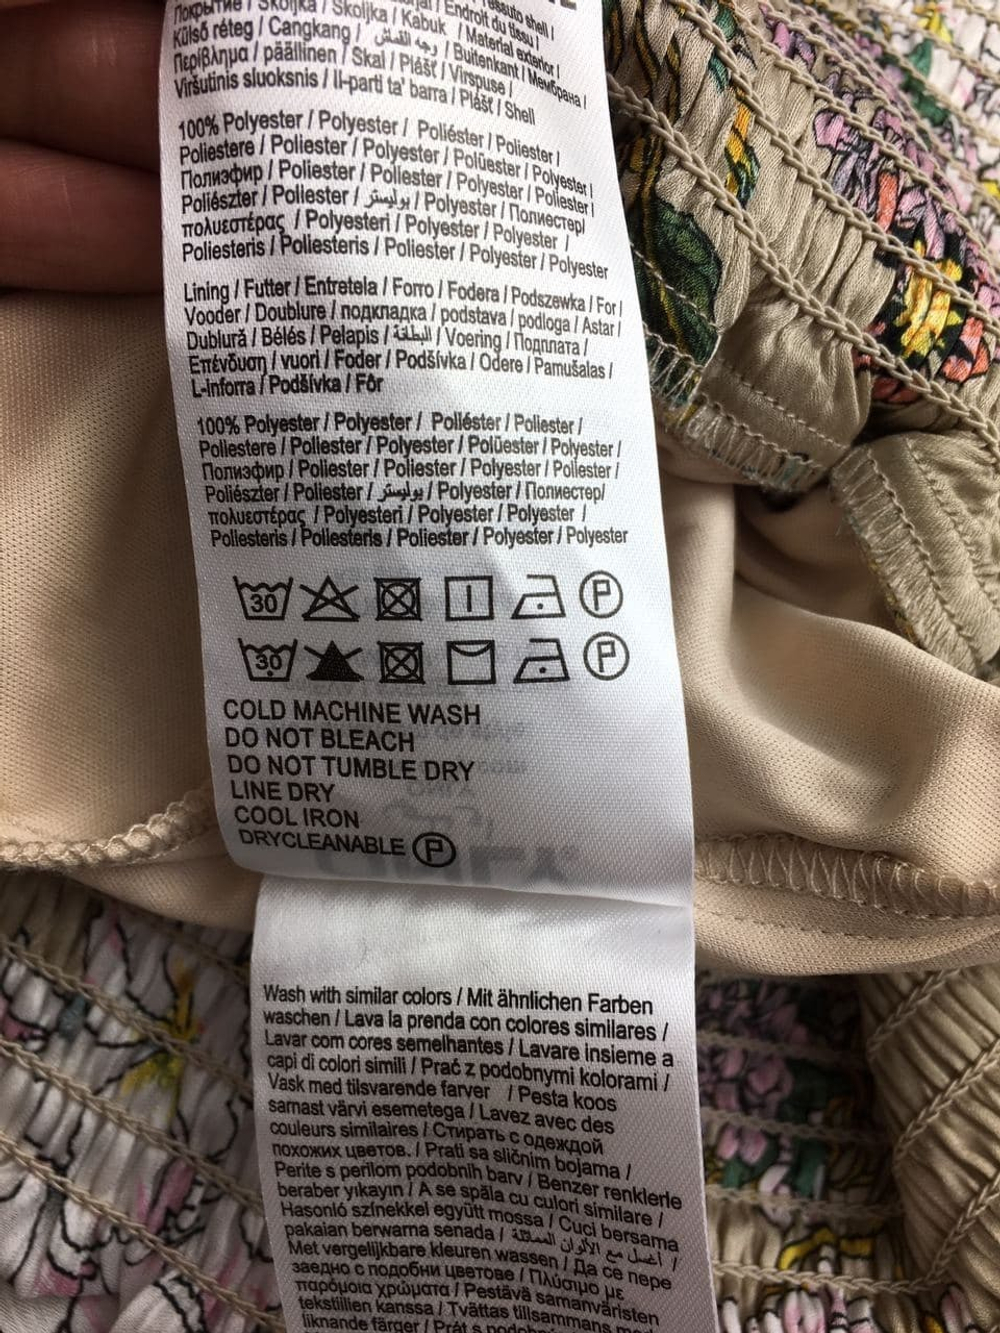 Покрытие / Skoljka / Skoljka / Kabuk / Material exterior /
Külső réteg / Cangkang / وجه القماش / Buitenkant / Мембрана /
Περίβλημα / päällinen / Skal / Plášť / Virspuse /
Viršutinis sluoksnis / Il-parti ta' barra / Plášť / Shell
100% Polyester / Polyester / Poliéster / Poliester /
Poliestere / Poliester / Polyester / Polüester / Polyester /
Полиэфир / Poliester / Poliester / Polyester / Poliester /
Poliészter / Poliester / بوليستر / Polyester / Полиестер/
πολυεστέρας / Polyesteri / Polyester / Polyester /
Poliesteris / Poliesteris / Poliester / Polyester / Polyester
Lining / Futter / Entretela / Forro / Fodera / Podszewka / For /
Vooder / Doublure / подкладка / podstava / podloga / Astar /
Dublură / Bélés / Pelapis / البطانة / Voering / Подплата /
Επένδυση / vuori / Foder / Podšívka / Odere / Pamušalas /
L-inforra / Podšívka / Fôr
100% Polyester / Polyester / Poliéster / Poliester /
Poliestere / Poliester / Polyester / Polüester / Polyester /
Полиэфир / Poliester / Poliester / Polyester / Poliester /
Poliészter / Poliester / بوليستر / Polyester / Полиестер/
πολυεστέρας / Polyesteri / Polyester / Polyester /
Poliesteris / Poliesteris / Poliester / Polyester / Polyester
30 P
30 P
COLD MACHINE WASH
DO NOT BLEACH
DO NOT TUMBLE DRY
LINE DRY
COOL IRON
DRYCLEANABLE P
Wash with similar colors / Mit ähnlichen Farben
waschen / Lava la prenda con colores similares /
Lavar com cores semelhantes / Lavare insieme a
capi di colori simili / Prać z podobnymi kolorami /
Vask med tilsvarende farver / Pesta koos
samast värvi esemetega / Lavez avec des
couleurs similaires / Стирать с одеждой
похожих цветов. / Prati sa sličnim bojama /
Perite s perilom podobnih barv / Benzer renklerle
beraber yıkayın / A se spăla cu culori similare /
Hasonló színekkel együtt mossa / Cuci bersama
pakaian berwarna senada / اغسل مع الألوان المماثلة /
Met vergelijkbare kleuren wassen / Да се пере
заедно с подобни цветове / Πλύσιμο με
παρόμοια χρώματα / Pestävä samanväristen
tekstiilien kanssa / Tvättas tillsammans
liknande färger / Prát s